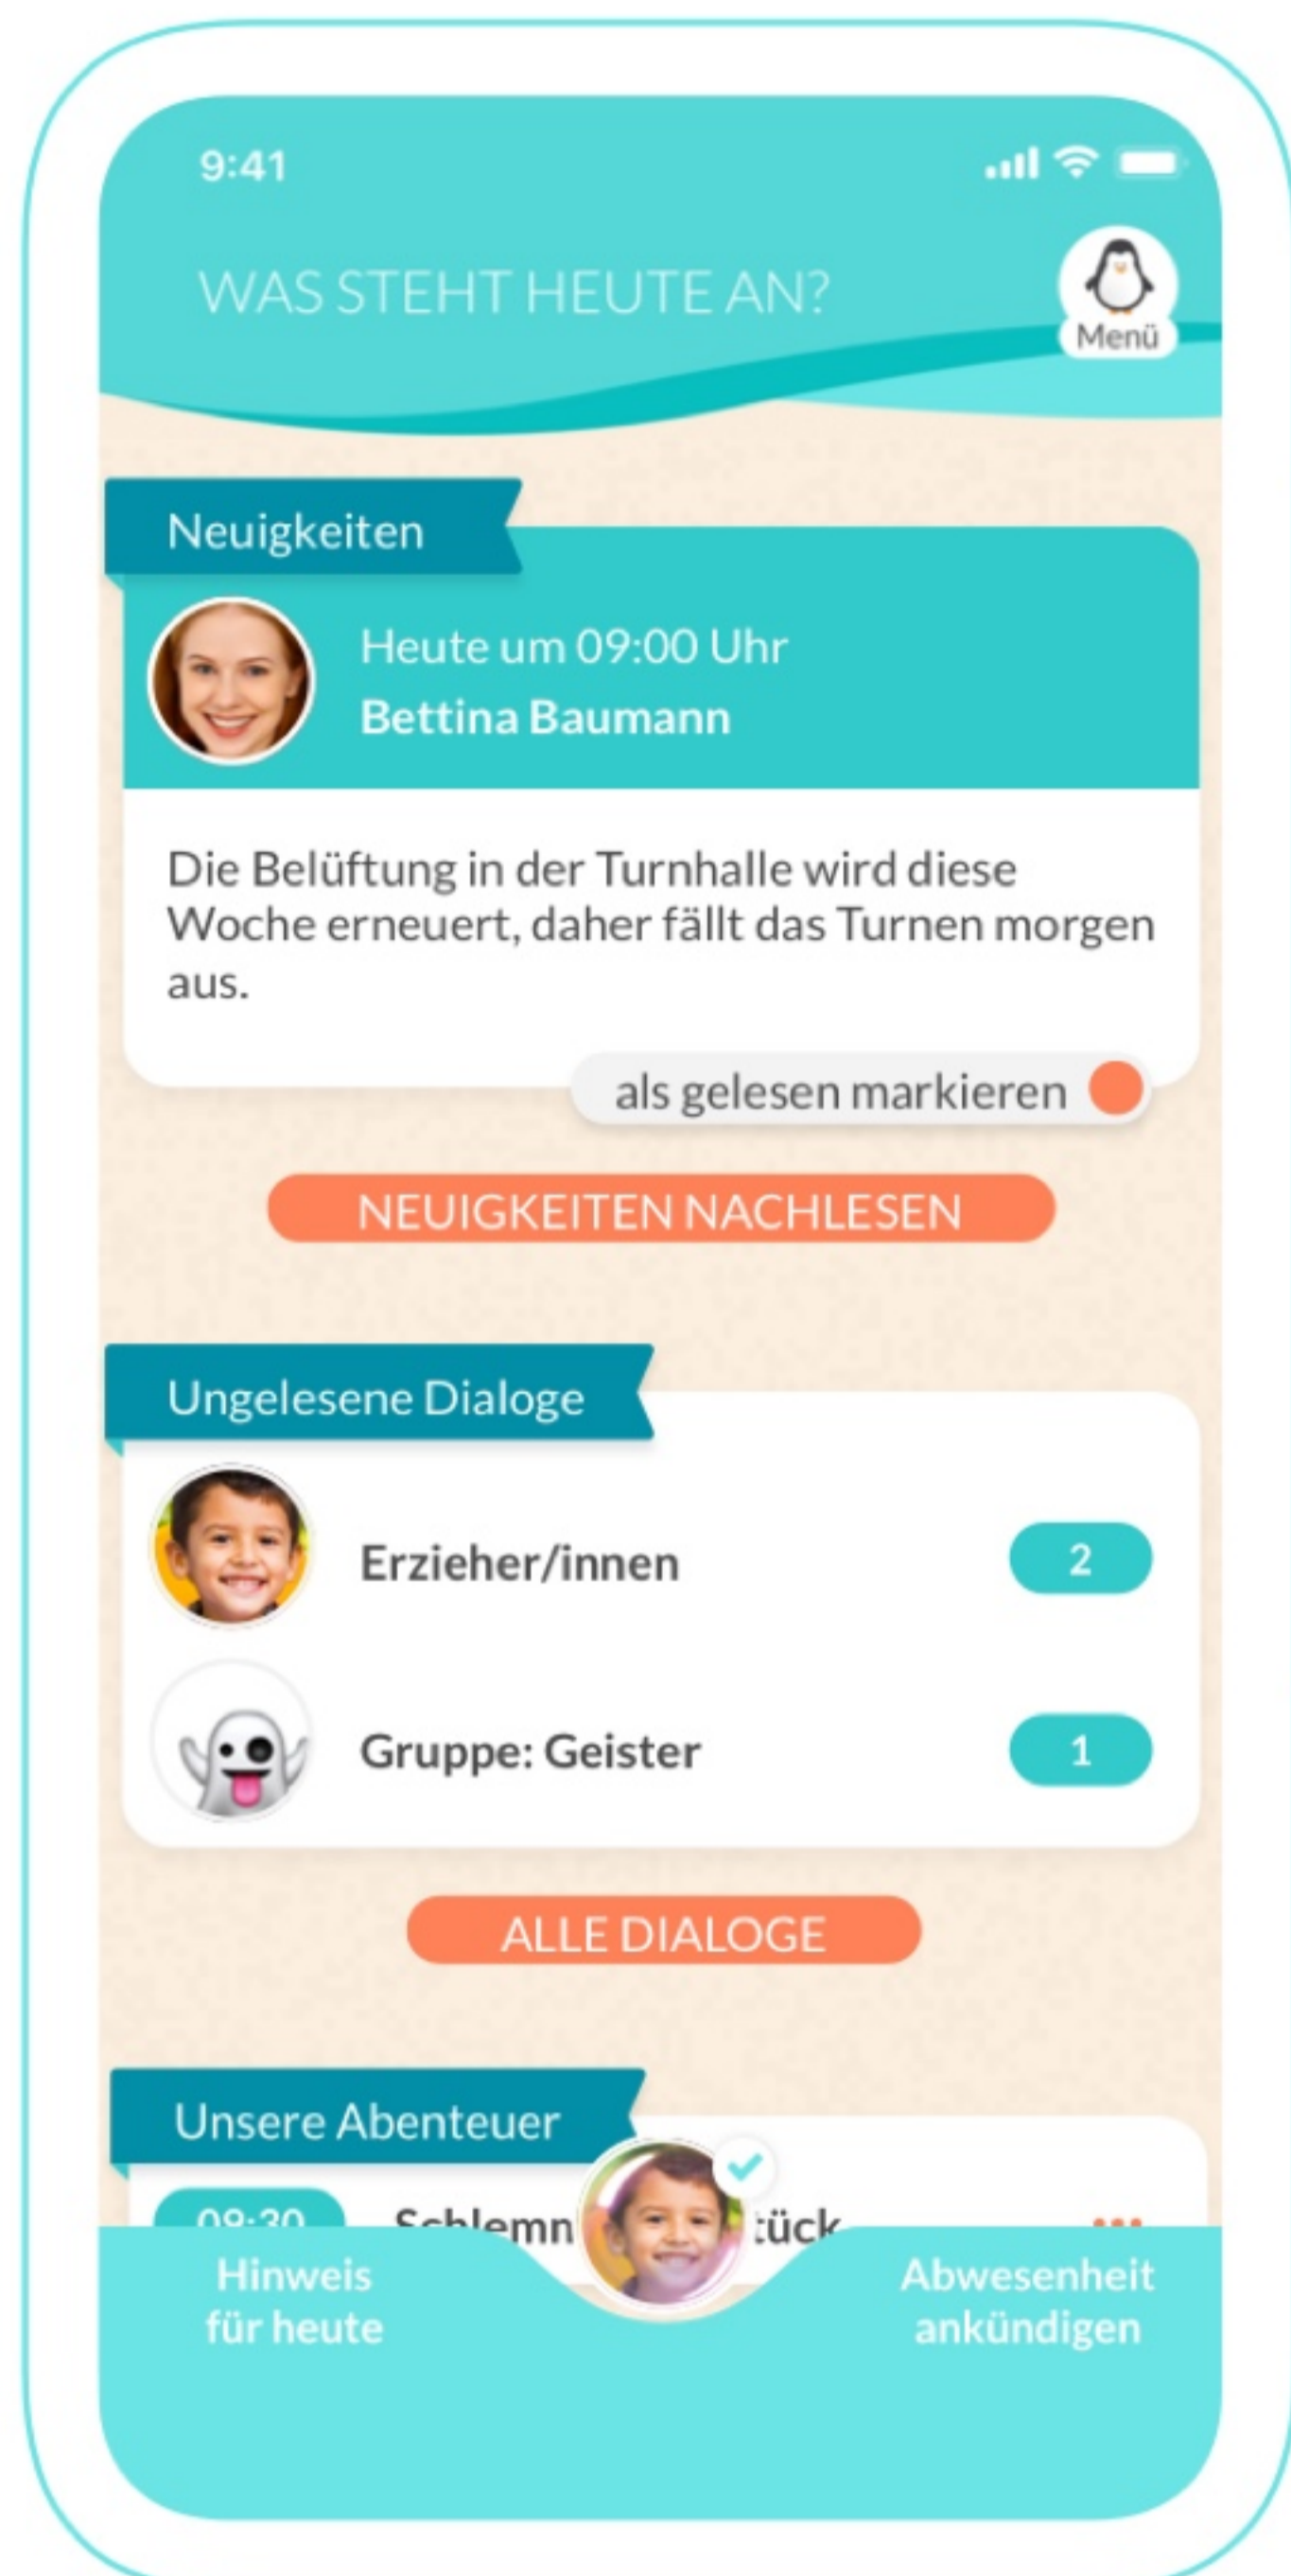 9:41
WAS STEHT HEUTE AN?
Menü
Neuigkeiten
Heute um 09:00 Uhr
Bettina Baumann
Die Belüftung in der Turnhalle wird diese
Woche erneuert, daher fällt das Turnen morgen
aus.
als gelesen markieren
NEUIGKEITEN NACHLESEN
Ungelesene Dialoge
Erzieher/innen
2
Gruppe: Geister
1
ALLE DIALOGE
Unsere Abenteuer
09:30
Hinweis
für heute
Abwesenheit
ankündigen